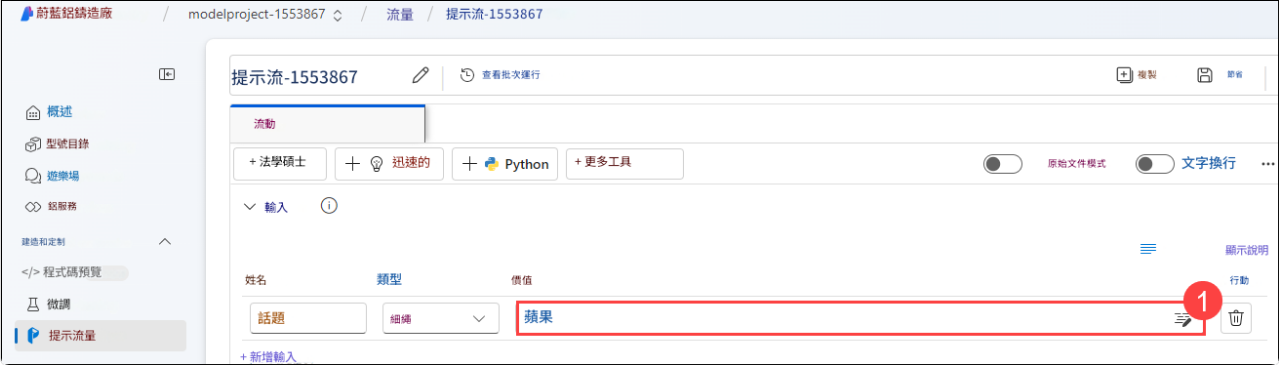 蔚藍鋁鑄造廠 / modelproject-1553867 / 流量 / 提示流-1553867
提示流-1553867 查看批次運行 複製 節省
概述
流動
型號目錄
+ 法學碩士 + 迅速的 + Python + 更多工具 原始文件模式 文字換行 ...
遊樂場
鋁服務
輸入
建造和定制
顯示說明
</> 程式碼預覽
姓名 類型 價值 行動
微調
話題 細繩 蘋果 1
提示流量
+ 新增輸入